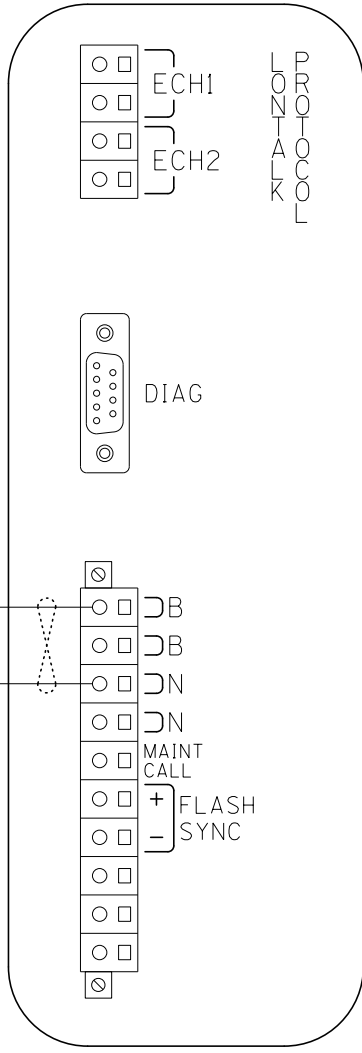 ECH1
ECH2
LONTALK
PROTOCOL
DIAG
B
B
N
N
MAINT
CALL
+ FLASH
- SYNC